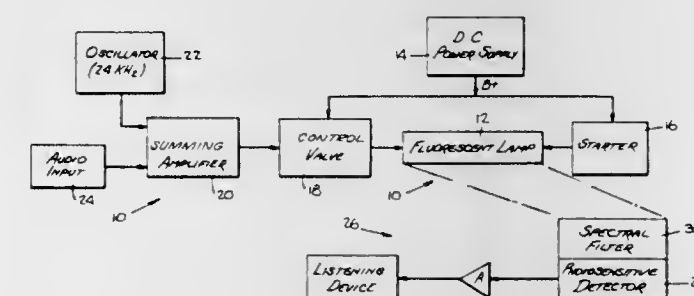 D C
POWER SUPPLY
14
B+
OSCILLATOR
(24 KHZ)
22
12
16
SUMMING
AMPLIFIER
CONTROL
VALVE
FLUORESCENT LAMP
STARTER
AUDIO
INPUT
24
20
18
10
10
26
SPECTRAL
FILTER
LISTENING
DEVICE
A
PHOTOSENSITIVE
DETECTOR